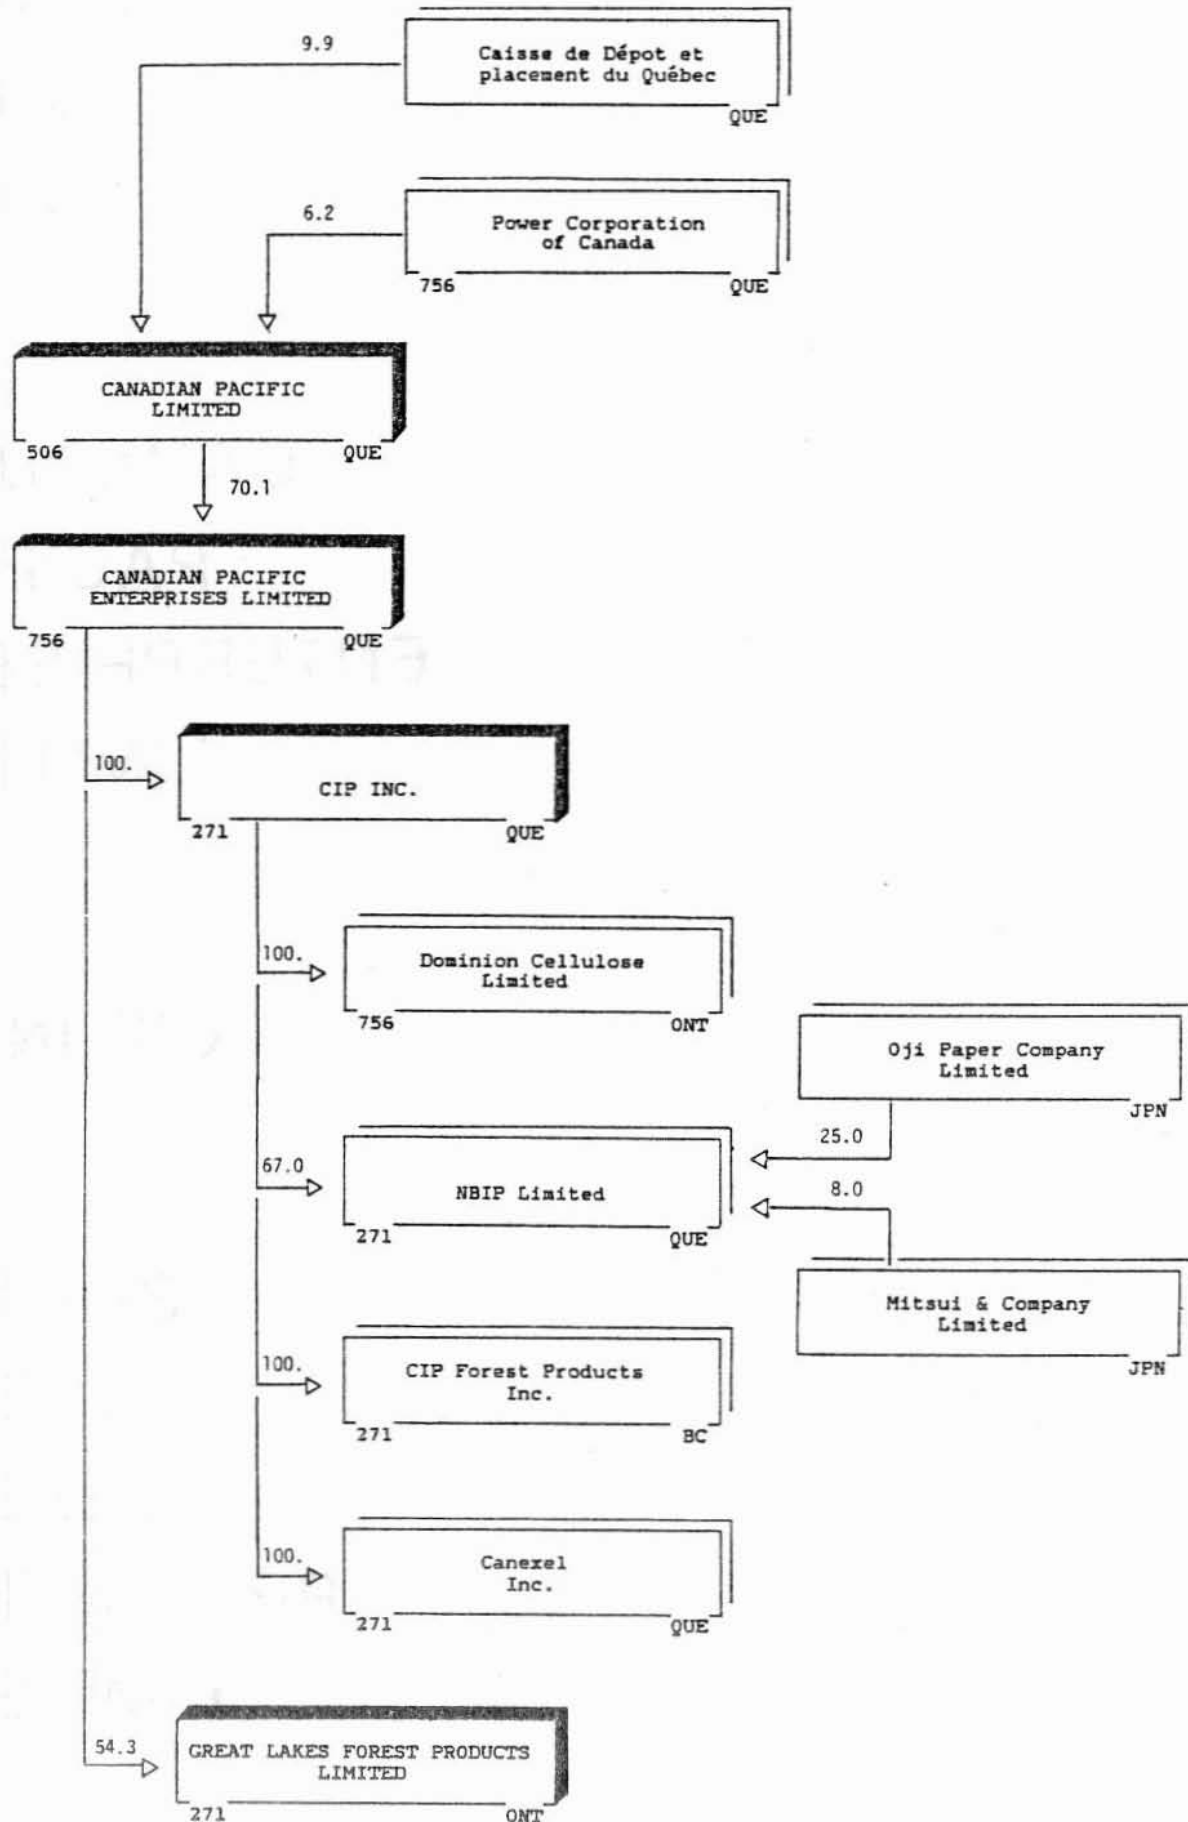 9.9
Caisse de Dépot et
placement du Québec
QUE
6.2
Power Corporation
of Canada
756 QUE
CANADIAN PACIFIC
LIMITED
506 QUE
70.1
CANADIAN PACIFIC
ENTERPRISES LIMITED
756 QUE
100.
CIP INC.
271 QUE
100.
Dominion Cellulose
Limited
756 ONT
Oji Paper Company
Limited
JPN
25.0
67.0
NBIP Limited
271 QUE
8.0
Mitsui & Company
Limited
JPN
100.
CIP Forest Products
Inc.
271 BC
100.
Canexel
Inc.
271 QUE
54.3
GREAT LAKES FOREST PRODUCTS
LIMITED
271 ONT